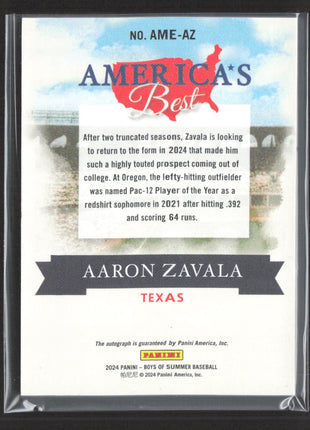 NO. AME-AZ
AMERICA'S
Best
After two truncated seasons, Zavala is looking
to return to the form in 2024 that made him
such a highly touted prospect coming out of
college. At Oregon, the lefty-hitting outfielder
was named Pac-12 Player of the Year as a
redshirt sophomore in 2021 after hitting .392
and scoring 64 runs.
AARON ZAVALA
TEXAS
The autograph is guaranteed by Panini America, Inc.
PANINI
2024 PANINI - BOYS OF SUMMER BASEBALL
帕尼尼 © 2024 Panini America, Inc.